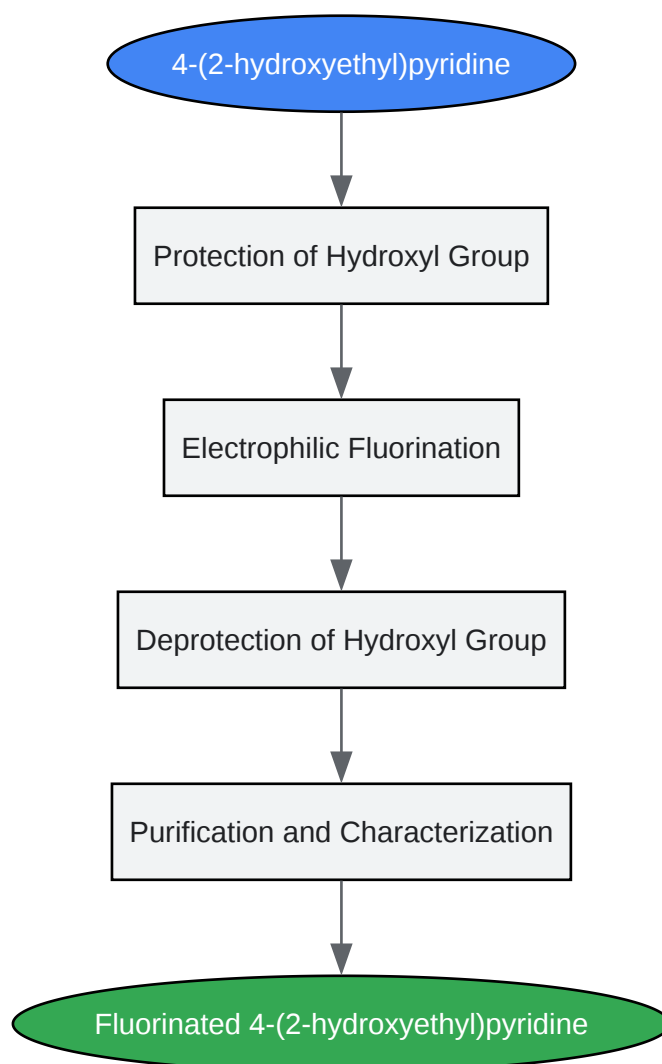 4-(2-hydroxyethyl)pyridine
Protection of Hydroxyl Group
Electrophilic Fluorination
Deprotection of Hydroxyl Group
Purification and Characterization
Fluorinated 4-(2-hydroxyethyl)pyridine